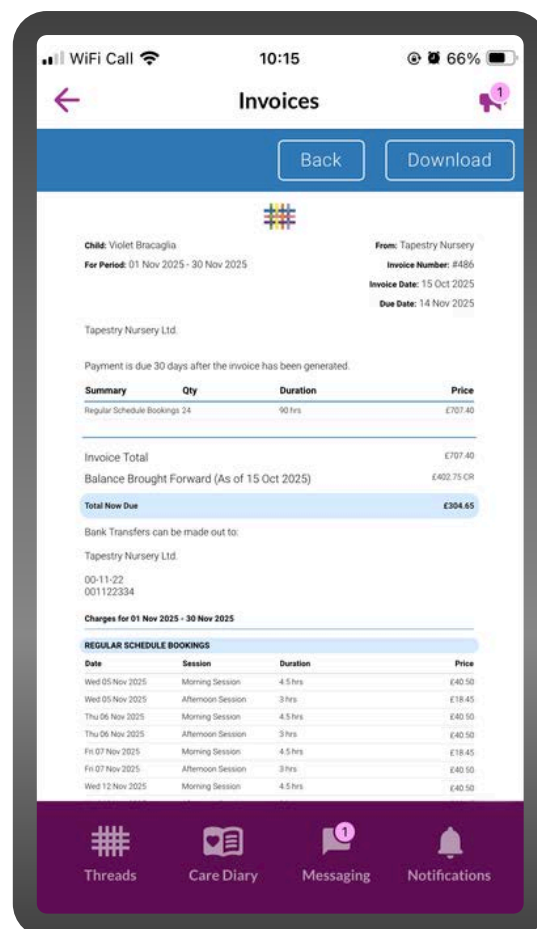 WiFi Call 10:15 66%
Invoices 1
Back Download
Child: Violet Bracaglia From: Tapestry Nursery
For Period: 01 Nov 2025 - 30 Nov 2025 Invoice Number: #486
Invoice Date: 15 Oct 2025
Due Date: 14 Nov 2025
Tapestry Nursery Ltd.
Payment is due 30 days after the invoice has been generated.
Summary Qty Duration Price
Regular Schedule Bookings 24 90 hrs £707.40
Invoice Total £707.40
Balance Brought Forward (As of 15 Oct 2025) £402.75 CR
Total Now Due £304.65
Bank Transfers can be made out to:
Tapestry Nursery Ltd.
00-11-22
001122334
Charges for 01 Nov 2025 - 30 Nov 2025
REGULAR SCHEDULE BOOKINGS
Date Session Duration Price
Wed 05 Nov 2025 Morning Session 4.5 hrs £40.50
Wed 05 Nov 2025 Afternoon Session 3 hrs £18.45
Thu 06 Nov 2025 Morning Session 4.5 hrs £40.50
Thu 06 Nov 2025 Afternoon Session 3 hrs £40.50
Fri 07 Nov 2025 Morning Session 4.5 hrs £18.45
Fri 07 Nov 2025 Afternoon Session 3 hrs £40.50
Wed 12 Nov 2025 Morning Session 4.5 hrs £40.50
1
Threads Care Diary Messaging Notifications